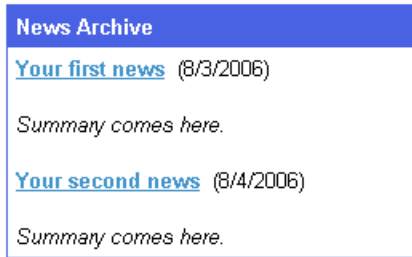 News Archive
Your first news (8/3/2006)
Summary comes here.
Your second news (8/4/2006)
Summary comes here.